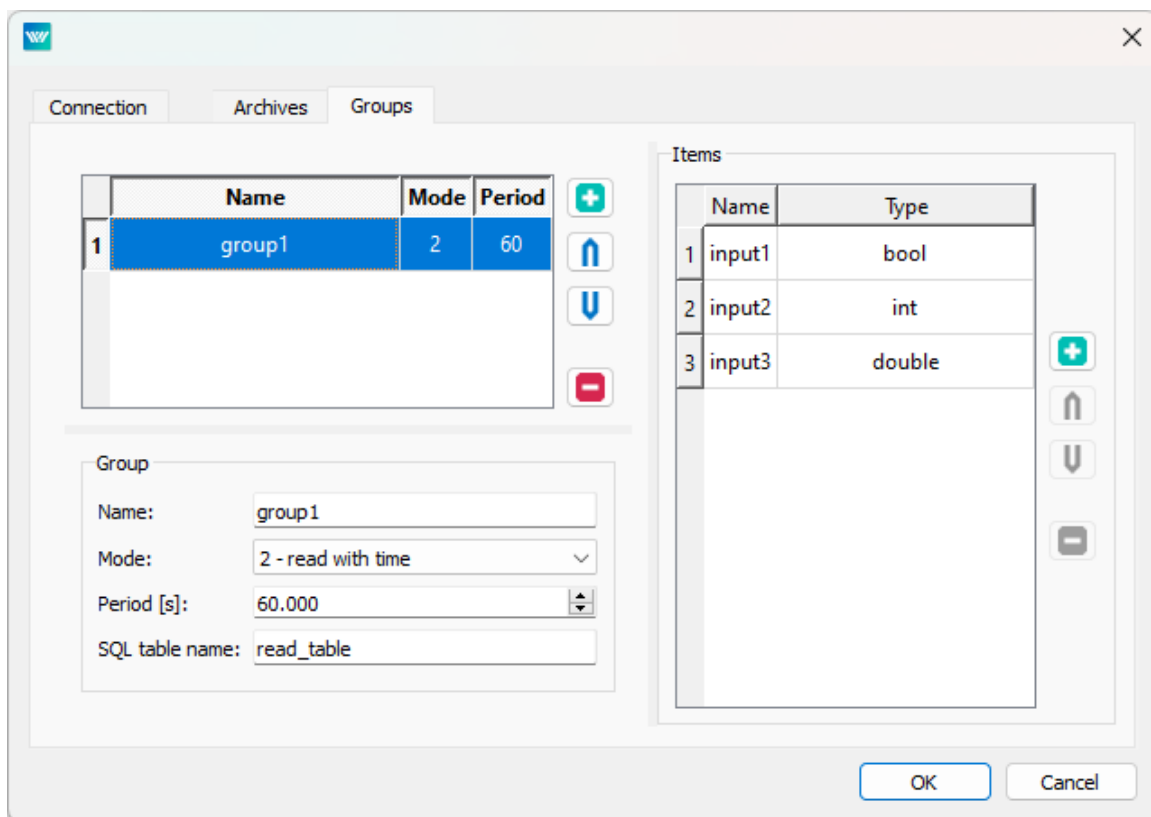 Connection Archives Groups
Name Mode Period
1 group1 2 60
Group
Name: group1
Mode: 2 - read with time
Period [s]: 60.000
SQL table name: read_table
Items
Name Type
1 input1 bool
2 input2 int
3 input3 double
OK Cancel